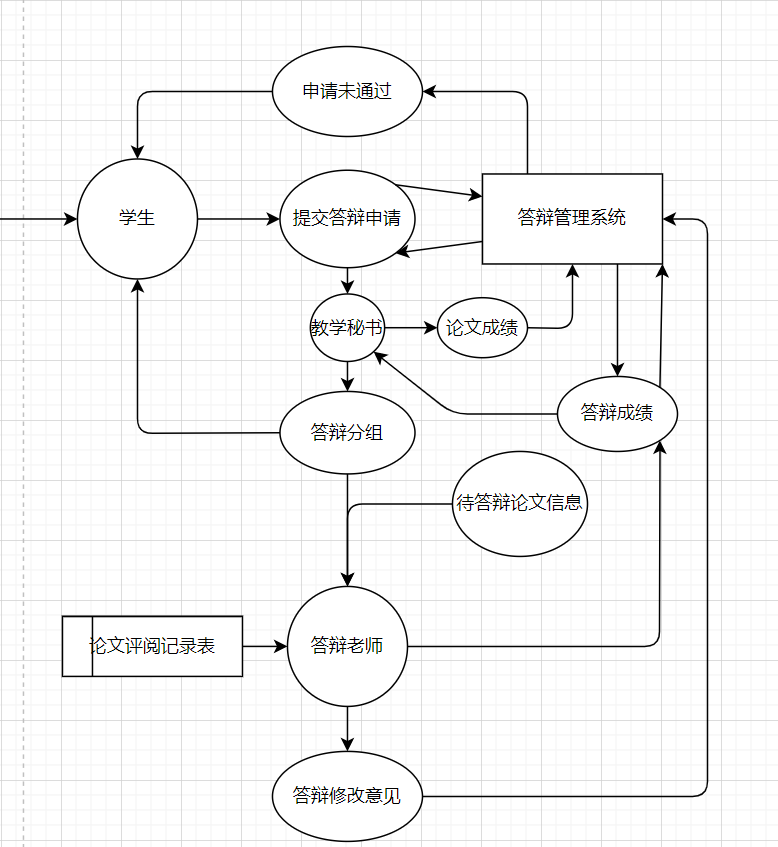 申请未通过
学生
提交答辩申请
答辩管理系统
教学秘书
论文成绩
答辩成绩
答辩分组
待答辩论文信息
论文评阅记录表
答辩老师
答辩修改意见